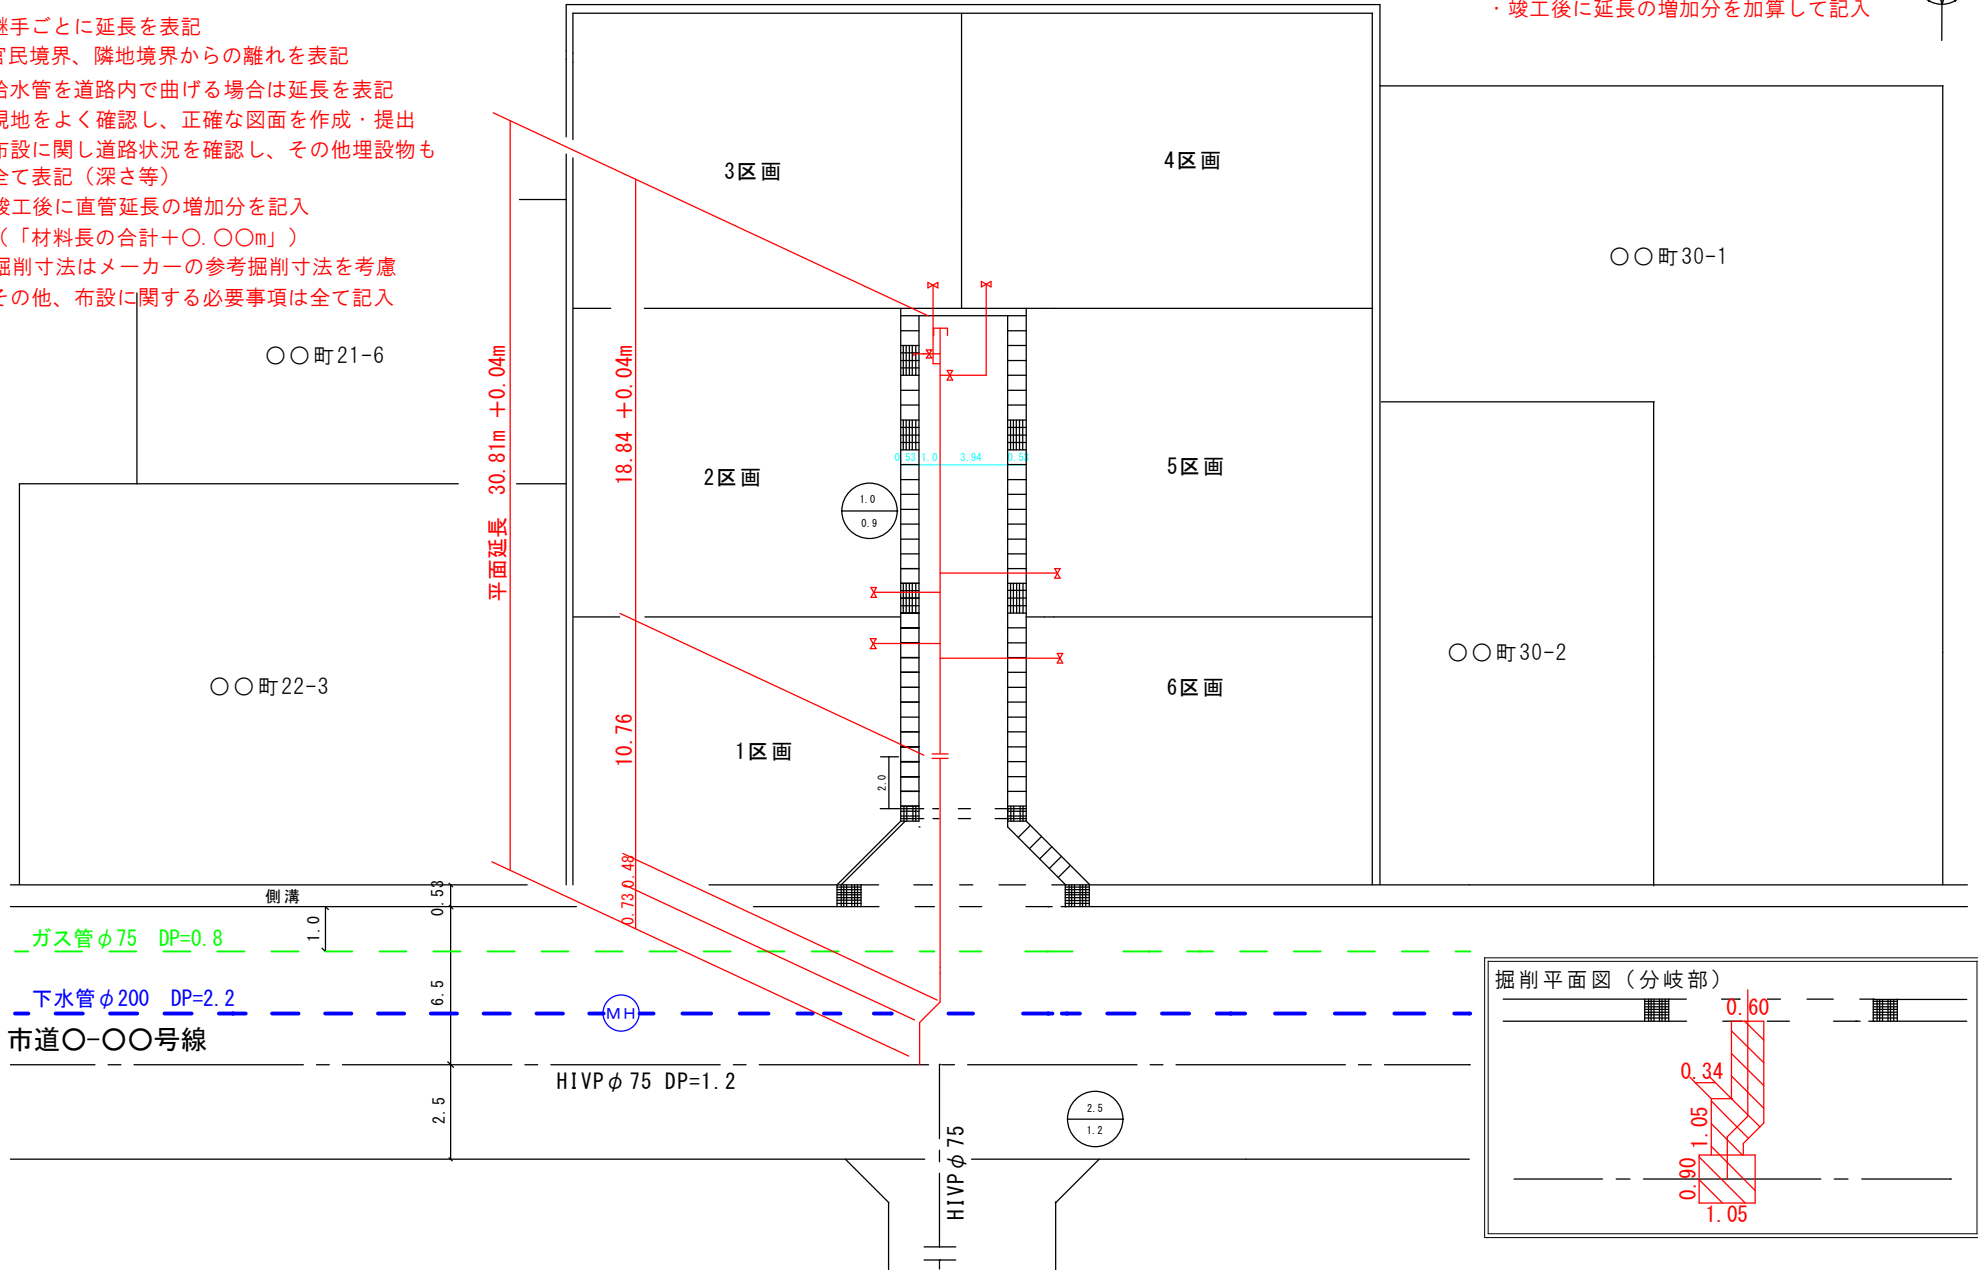 継手ごとに延長を表記
官民境界、隣地境界からの離れを表記
給水管を道路内で曲げる場合は延長を表記
現地をよく確認し、正確な図面を作成・提出
布設に関し道路状況を確認し、その他埋設物も
全て表記（深さ等）
竣工後に直管延長の増加分を記入
（「材料長の合計＋○.○○m」）
掘削寸法はメーカーの参考掘削寸法を考慮
その他、布設に関する必要事項は全て記入
・竣工後に延長の増加分を加算して記入
3区画
4区画
○○町30-1
○○町21-6
平面延長 30.81m +0.04m
18.84 +0.04m
2区画
0.53
1.0
3.94
5区画
1.0
0.9
○○町22-3
10.76
1区画
2.0
6区画
○○町30-2
0.48
0.73
側溝
0.53
1.0
ガス管φ75 DP=0.8
6.5
下水管φ200 DP=2.2
MH
市道○-○○号線
HIVPφ75 DP=1.2
2.5
HIVPφ75
2.5
1.2
掘削平面図（分岐部）
0.60
0.34
1.05
0.90
1.05